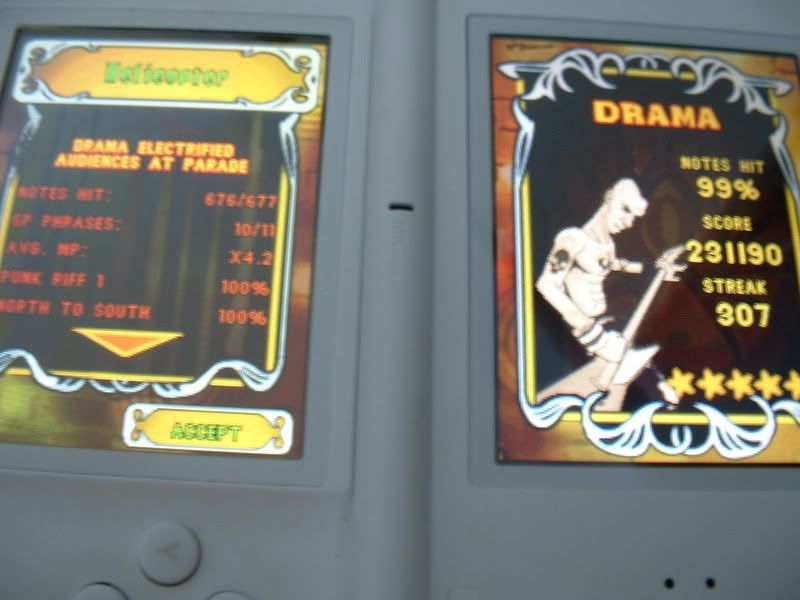 Helicopter
DRAMA ELECTRIFIED
AUDIENCES AT PARADE
NOTES HIT: 676/677
SP PHRASES: 10/11
AVG. MP: X4.2
PUNK RIFF 1 100%
NORTH TO SOUTH 100%
ACCEPT
Y
DRAMA
NOTES HIT
99%
SCORE
231190
STREAK
307